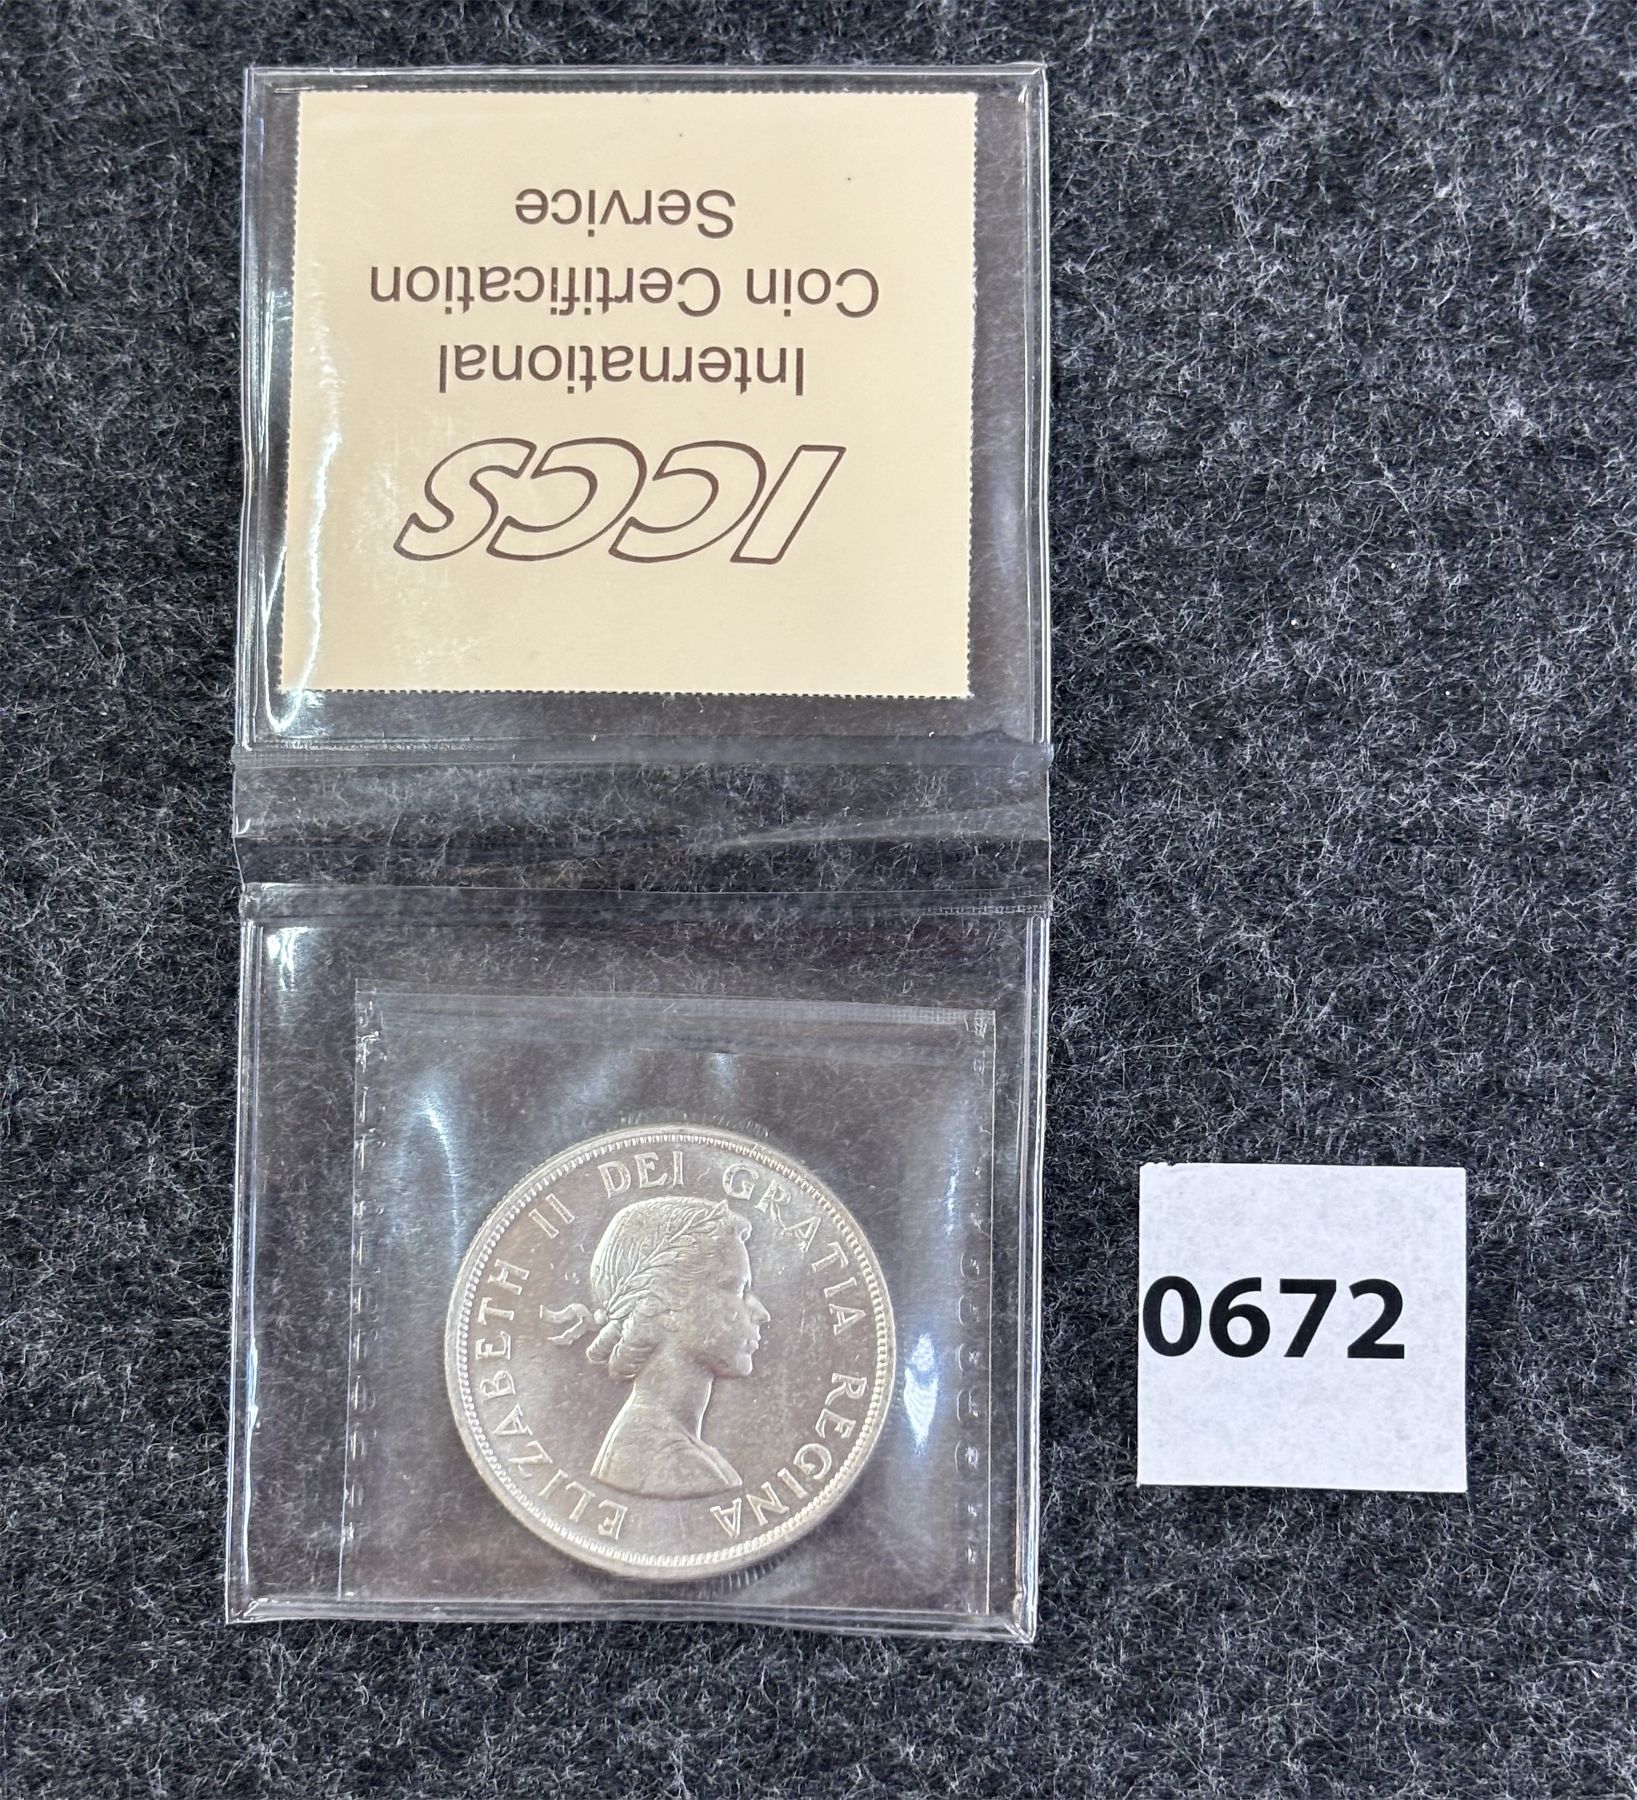 ICCS
International
Coin Certification
Service
ELIZABETH II DEI GRATIA REGINA
0672